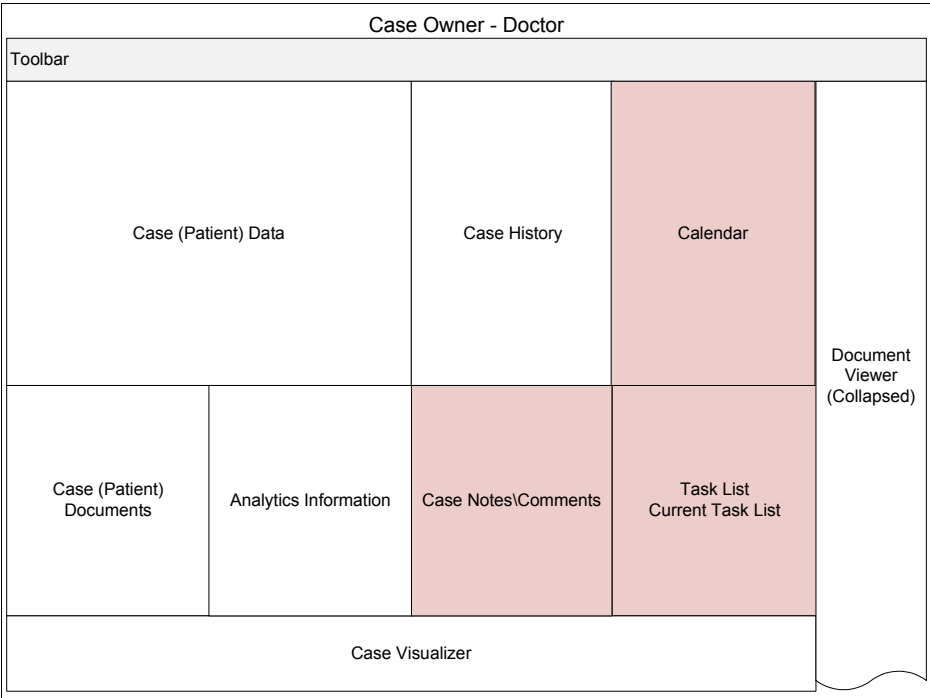 Case Owner - Doctor
Toolbar
Case (Patient) Data
Case History
Calendar
Document
Viewer
(Collapsed)
Case (Patient)
Documents
Analytics Information
Case Notes\Comments
Task List
Current Task List
Case Visualizer